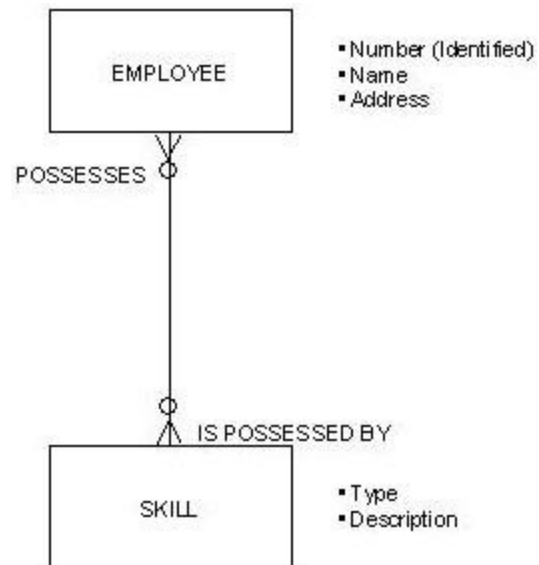 EMPLOYEE
▪ Number (Identified)
▪ Name
▪ Address
POSSESSES
IS POSSESSED BY
SKILL
▪ Type
▪ Description